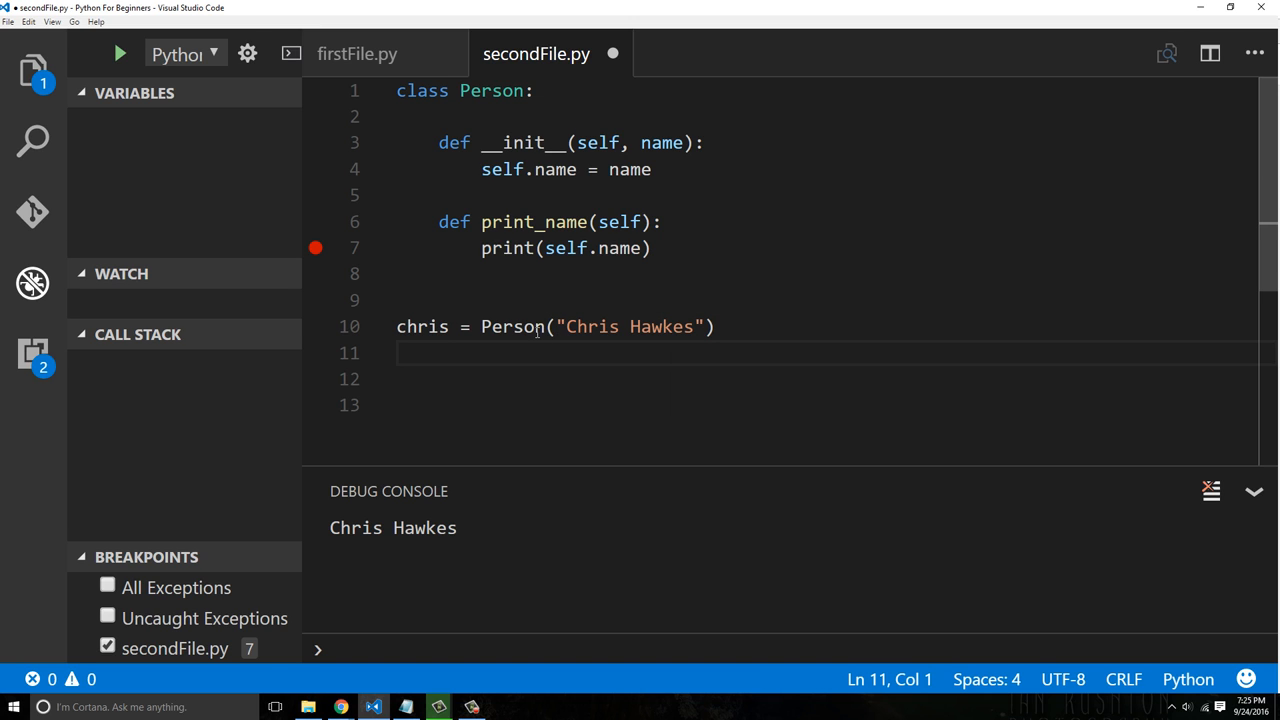 secondFile.py - Python For Beginners - Visual Studio Code
File Edit View Go Help
Python
firstFile.py
secondFile.py
1
VARIABLES
WATCH
CALL STACK
2
BREAKPOINTS
All Exceptions
Uncaught Exceptions
secondFile.py 7
1 class Person:
2
3 def __init__(self, name):
4 self.name = name
5
6 def print_name(self):
7 print(self.name)
8
9
10 chris = Person("Chris Hawkes")
11
12
13
DEBUG CONSOLE
Chris Hawkes
0 0
Ln 11, Col 1 Spaces: 4 UTF-8 CRLF Python
I'm Cortana. Ask me anything.
7:25 PM
9/24/2016